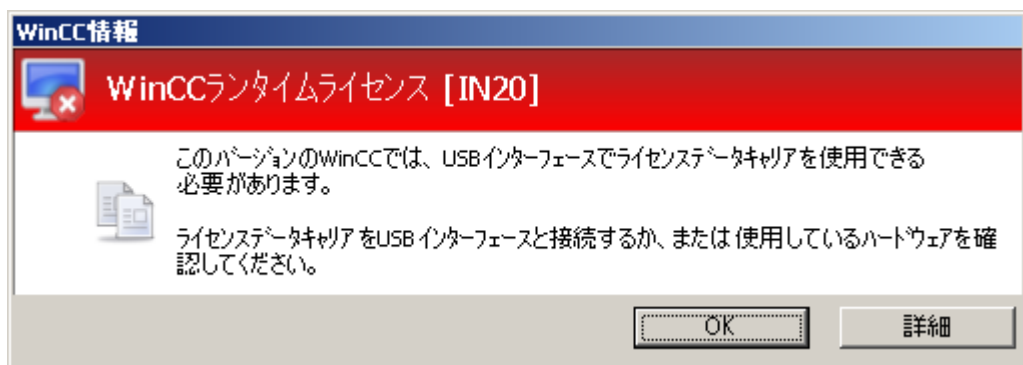 WinCC情報
WinCCランタイムライセンス [IN20]
このバージョンのWinCCでは、USBインターフェースでライセンスデータキャリアを使用できる
必要があります。
ライセンスデータキャリアをUSBインターフェースと接続するか、または使用しているハードウェアを確
認してください。
OK
詳細